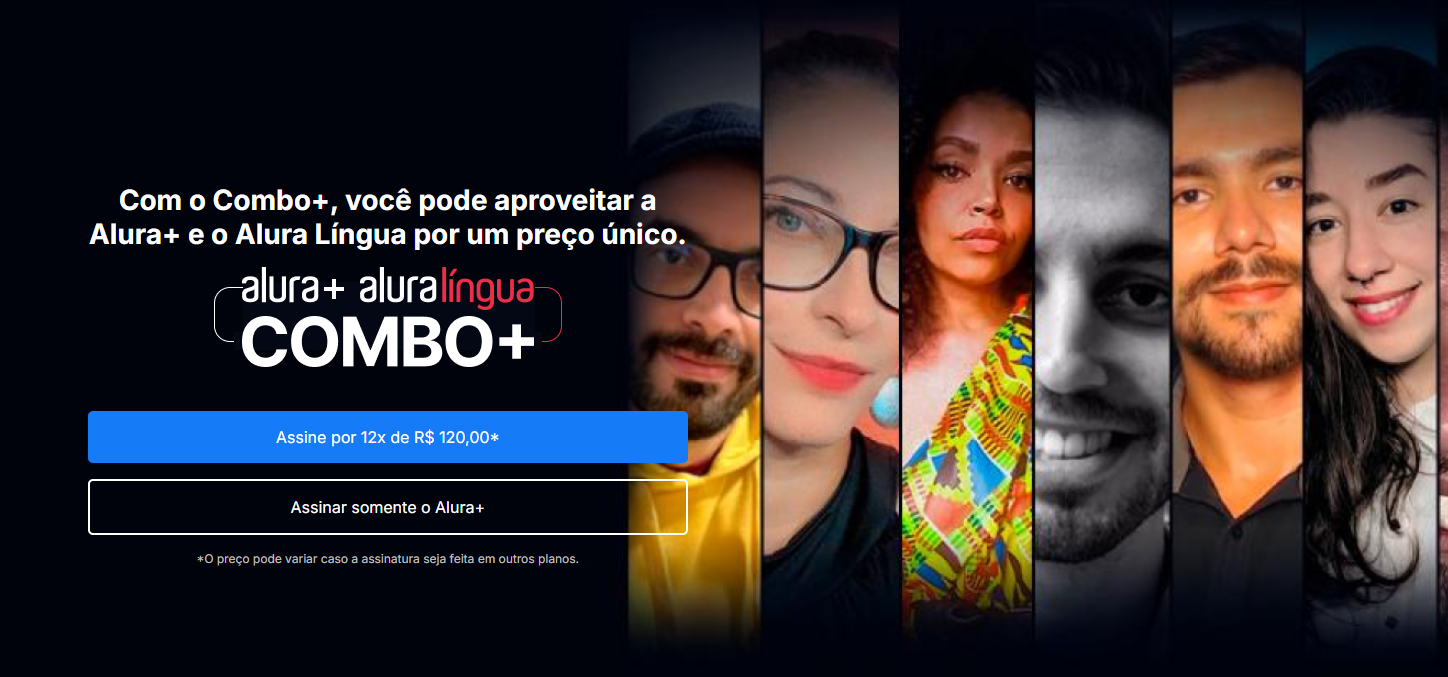 Com o Combo+, você pode aproveitar a
Alura+ e o Alura Língua por um preço único.
alura+ aluralíngua
COMBO+
Assine por 12x de R$ 120,00*
Assinar somente o Alura+
*O preço pode variar caso a assinatura seja feita em outros planos.